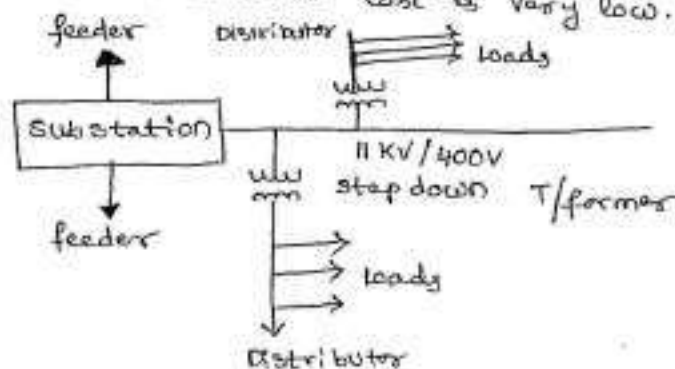 cost is very low.
feeder
Distributor
Loads
Substation
11 KV/400V
step down T/former
feeder
Loads
Distributor